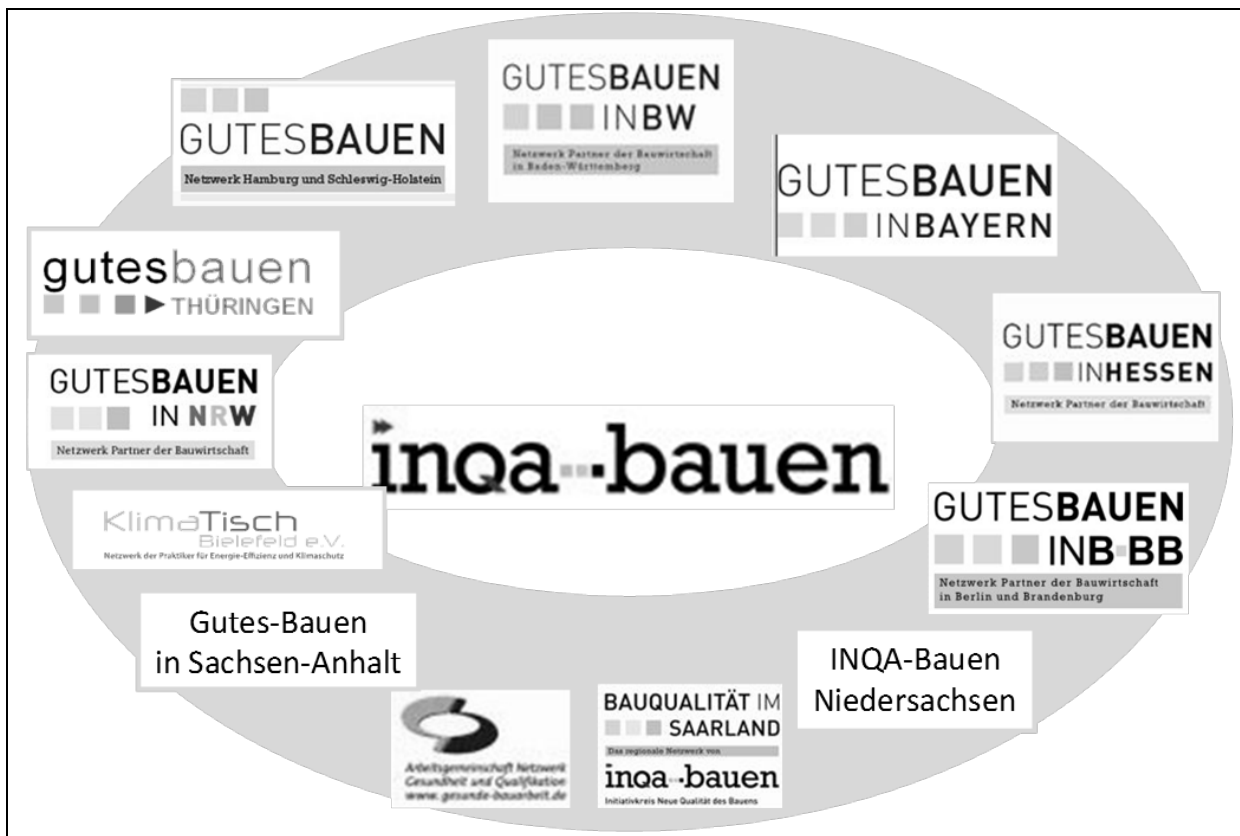 GUTESBAUEN
Netzwerk Hamburg und Schleswig-Holstein
GUTESBAUEN
INBW
Netzwerk Partner der Bauwirtschaft
in Baden-Württemberg
GUTESBAUEN
INBAYERN
gutesbauen
THÜRINGEN
GUTESBAUEN
INHESSEN
Netzwerk Partner der Bauwirtschaft
GUTESBAUEN
IN NRW
Netzwerk Partner der Bauwirtschaft
inqa bauen
KlimaTisch
Bielefeld e.V.
Netzwerk der Praktiker für Energie-Effizienz und Klimaschutz
GUTESBAUEN
INB-BB
Netzwerk Partner der Bauwirtschaft
in Berlin und Brandenburg
Gutes-Bauen
in Sachsen-Anhalt
INQA-Bauen
Niedersachsen
Arbeitsgemeinschaft Netzwerk
Gesundheit und Qualifikation
www.gesunde-bauarbeit.de
BAUQUALITÄT IM
SAARLAND
Das regionale Netzwerk von
inqa bauen
Initiativkreis Neue Qualität des Bauens